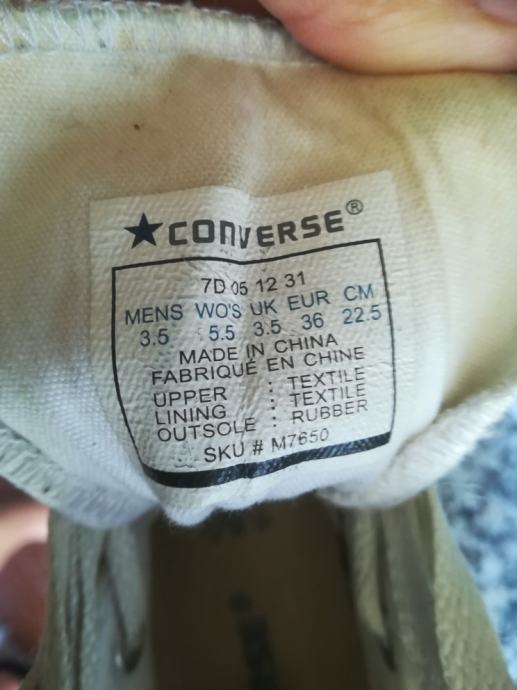 ★CONVERSE®
7D 05 12 31
MENS WO'S UK EUR CM
3.5 5.5 3.5 36 22.5
MADE IN CHINA
FABRIQUÉ EN CHINE
UPPER : TEXTILE
LINING : TEXTILE
OUTSOLE : RUBBER
SKU # M7650